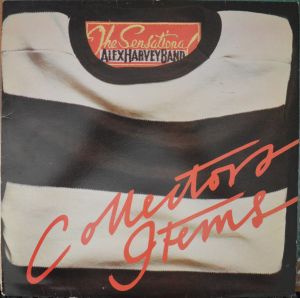 The Sensational
ALEX HARVEY BAND
Collectors
Items